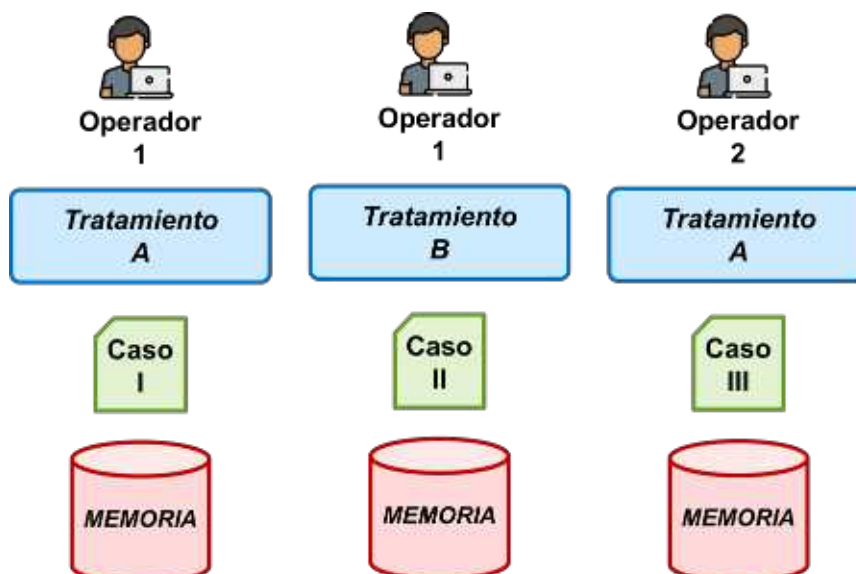 Operador
1
Operador
1
Operador
2
Tratamiento
A
Tratamiento
B
Tratamiento
A
Caso
I
Caso
II
Caso
III
MEMORIA
MEMORIA
MEMORIA